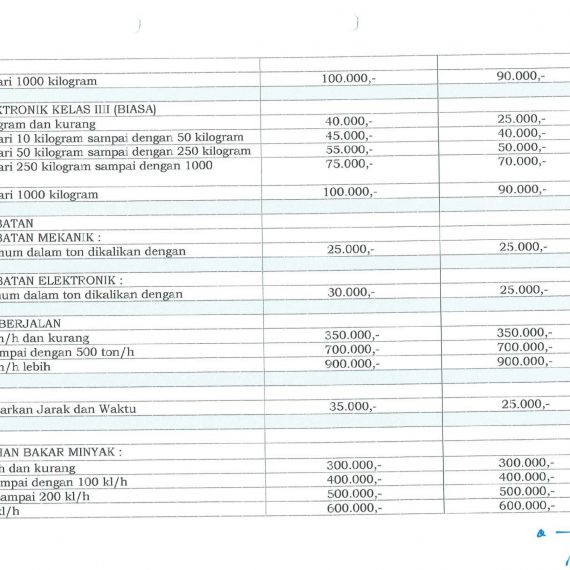 ari 1000 kilogram 100.000,- 90.000,-
KTRONIK KELAS IIII (BIASA)
gram dan kurang 40.000,- 25.000,-
ari 10 kilogram sampai dengan 50 kilogram 45.000,- 40.000,-
ari 50 kilogram sampai dengan 250 kilogram 55.000,- 50.000,-
ari 250 kilogram sampai dengan 1000 75.000,- 70.000,-
ari 1000 kilogram 100.000,- 90.000,-
BATAN
BATAN MEKANIK :
num dalam ton dikalikan dengan 25.000,- 25.000,-
BATAN ELEKTRONIK :
num dalam ton dikalikan dengan 30.000,- 25.000,-
BERJALAN
n/h dan kurang 350.000,- 350.000,-
mpai dengan 500 ton/h 700.000,- 700.000,-
n/h lebih 900.000,- 900.000,-
arkan Jarak dan Waktu 35.000,- 25.000,-
HAN BAKAR MINYAK :
h dan kurang 300.000,- 300.000,-
mpai dengan 100 kl/h 400.000,- 400.000,-
ampai 200 kl/h 500.000,- 500.000,-
kl/h 600.000,- 600.000,-